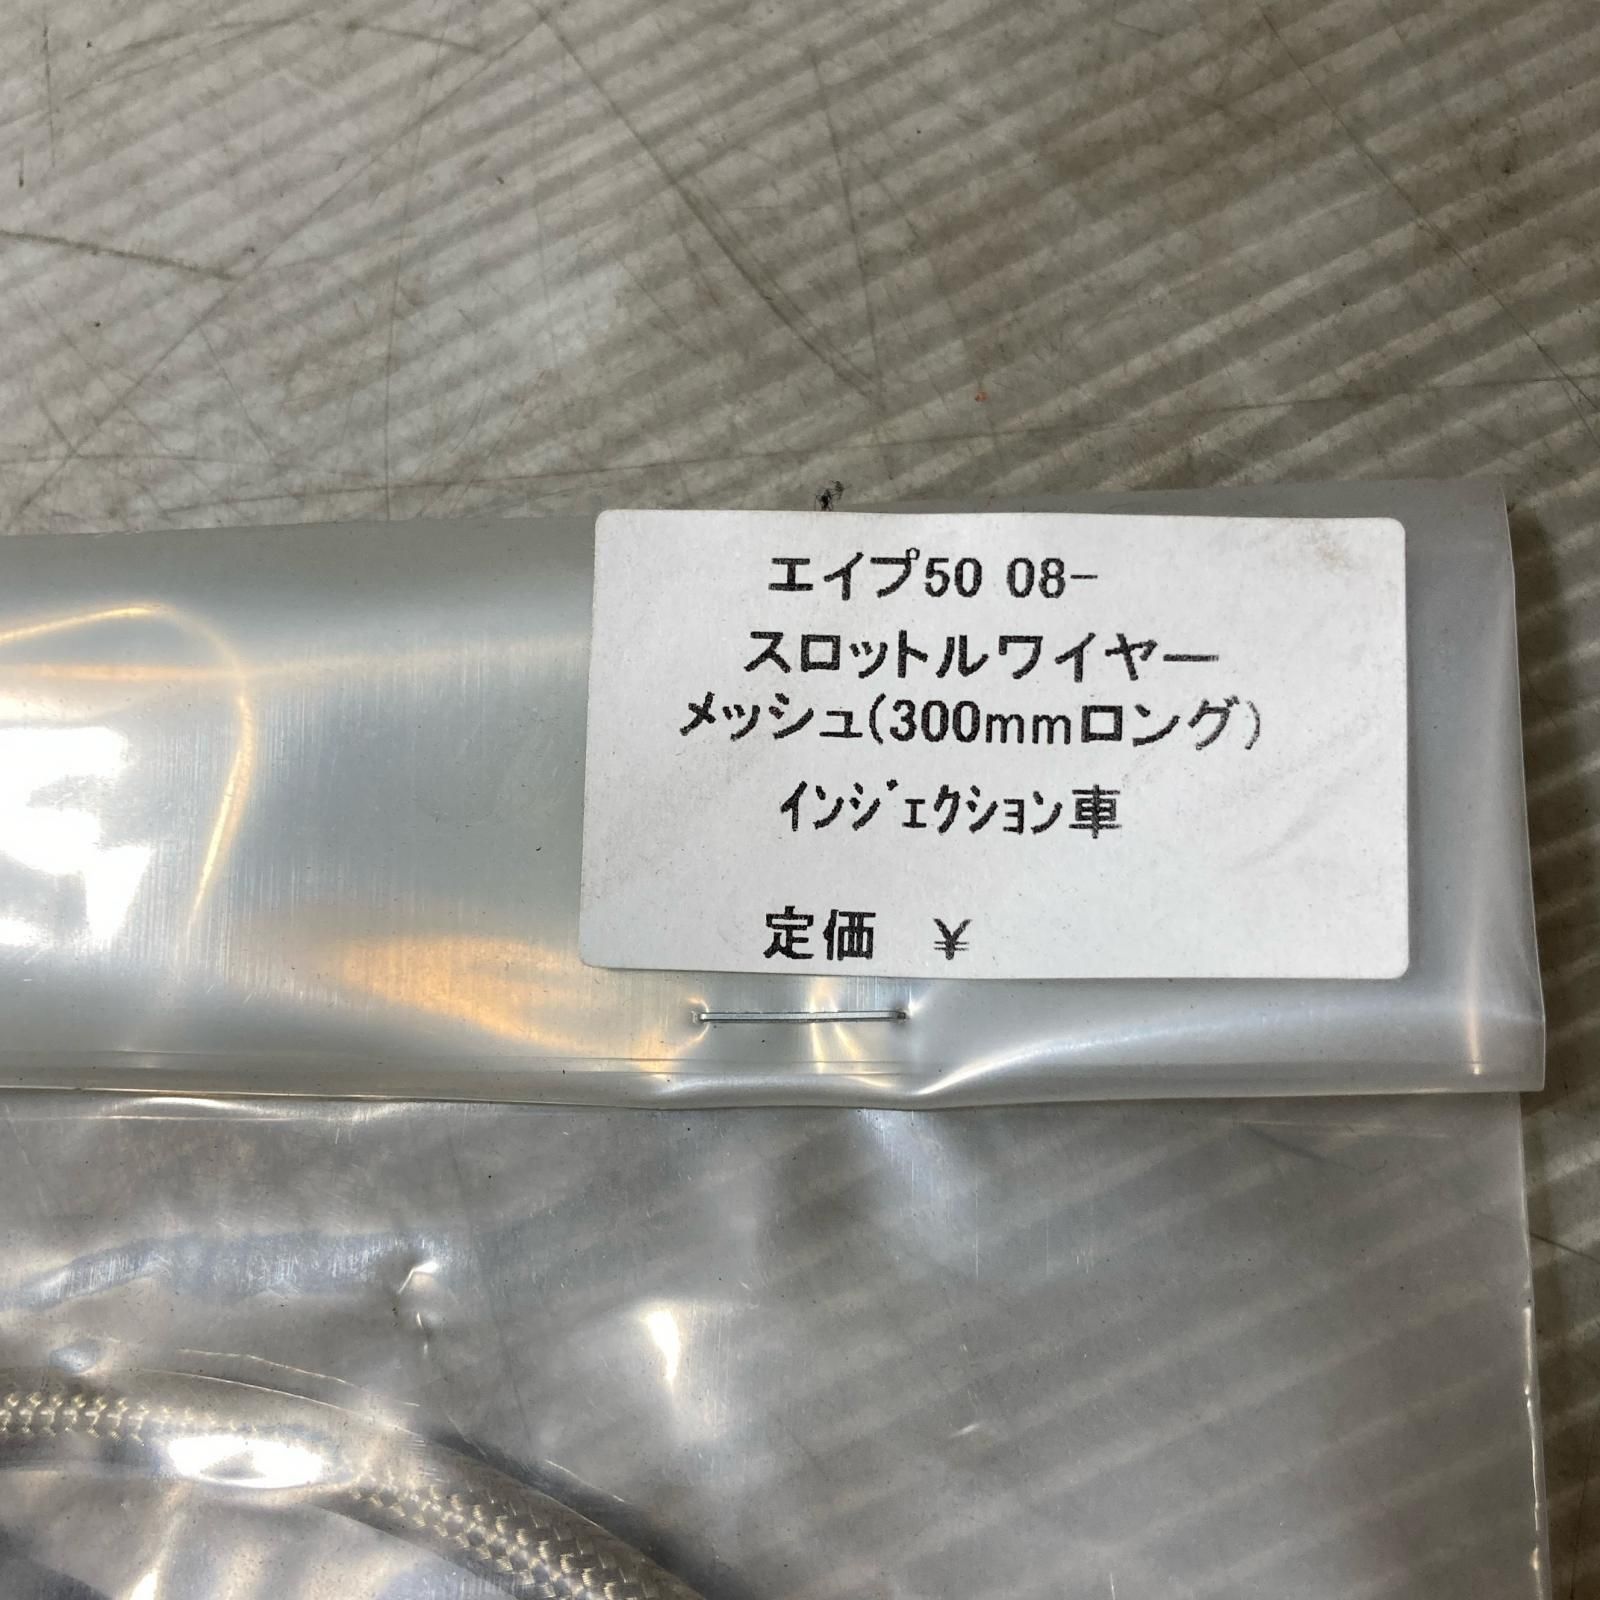 エイプ50 08-
スロットルワイヤー
メッシュ(300mmロング)
ｲﾝｼﾞｪｸｼｮﾝ車
定価　¥